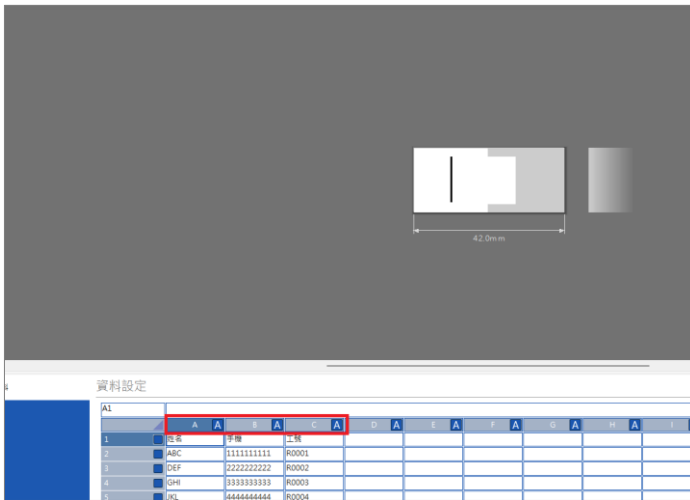 42.0mm
資料設定
A1
A A B A C A D A E A F A G A H A I
1 姓名 手機 工號
2 ABC 1111111111 R0001
3 DEF 2222222222 R0002
4 GHI 3333333333 R0003
5 JKL 4444444444 R0004